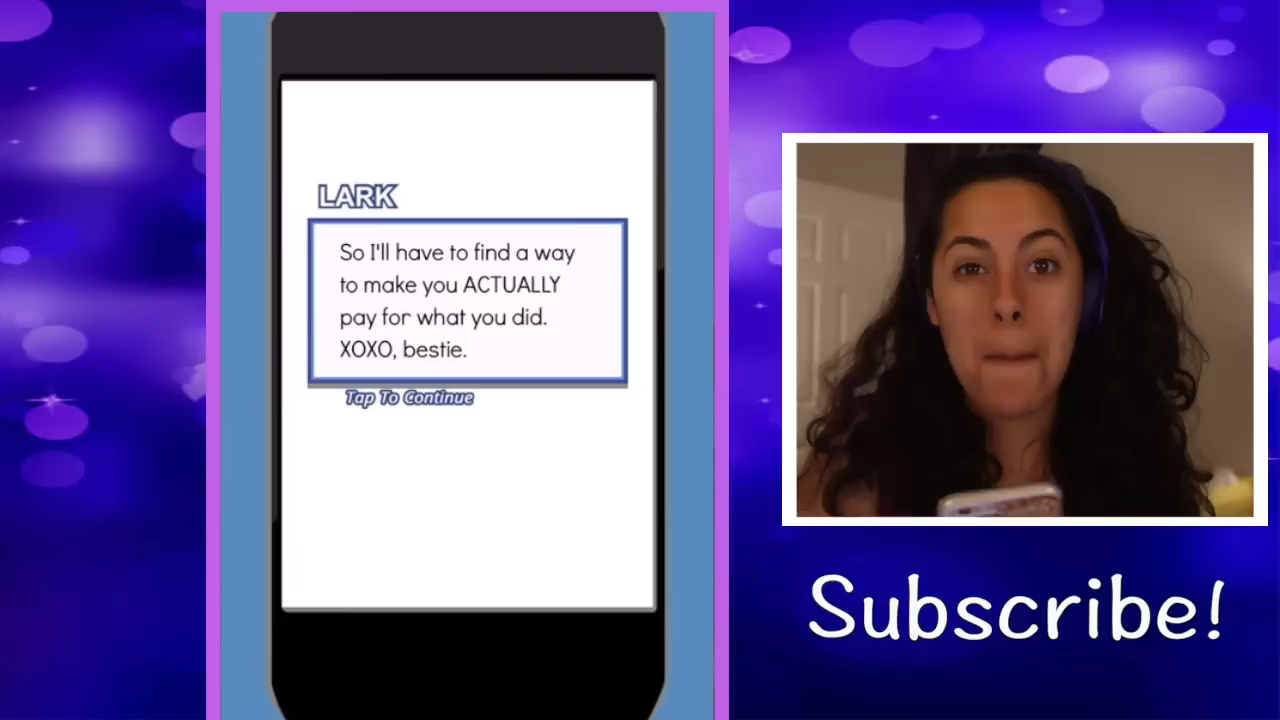 LARK
So I'll have to find a way
to make you ACTUALLY
pay for what you did.
XOXO, bestie.
Tap To Continue
Subscribe!